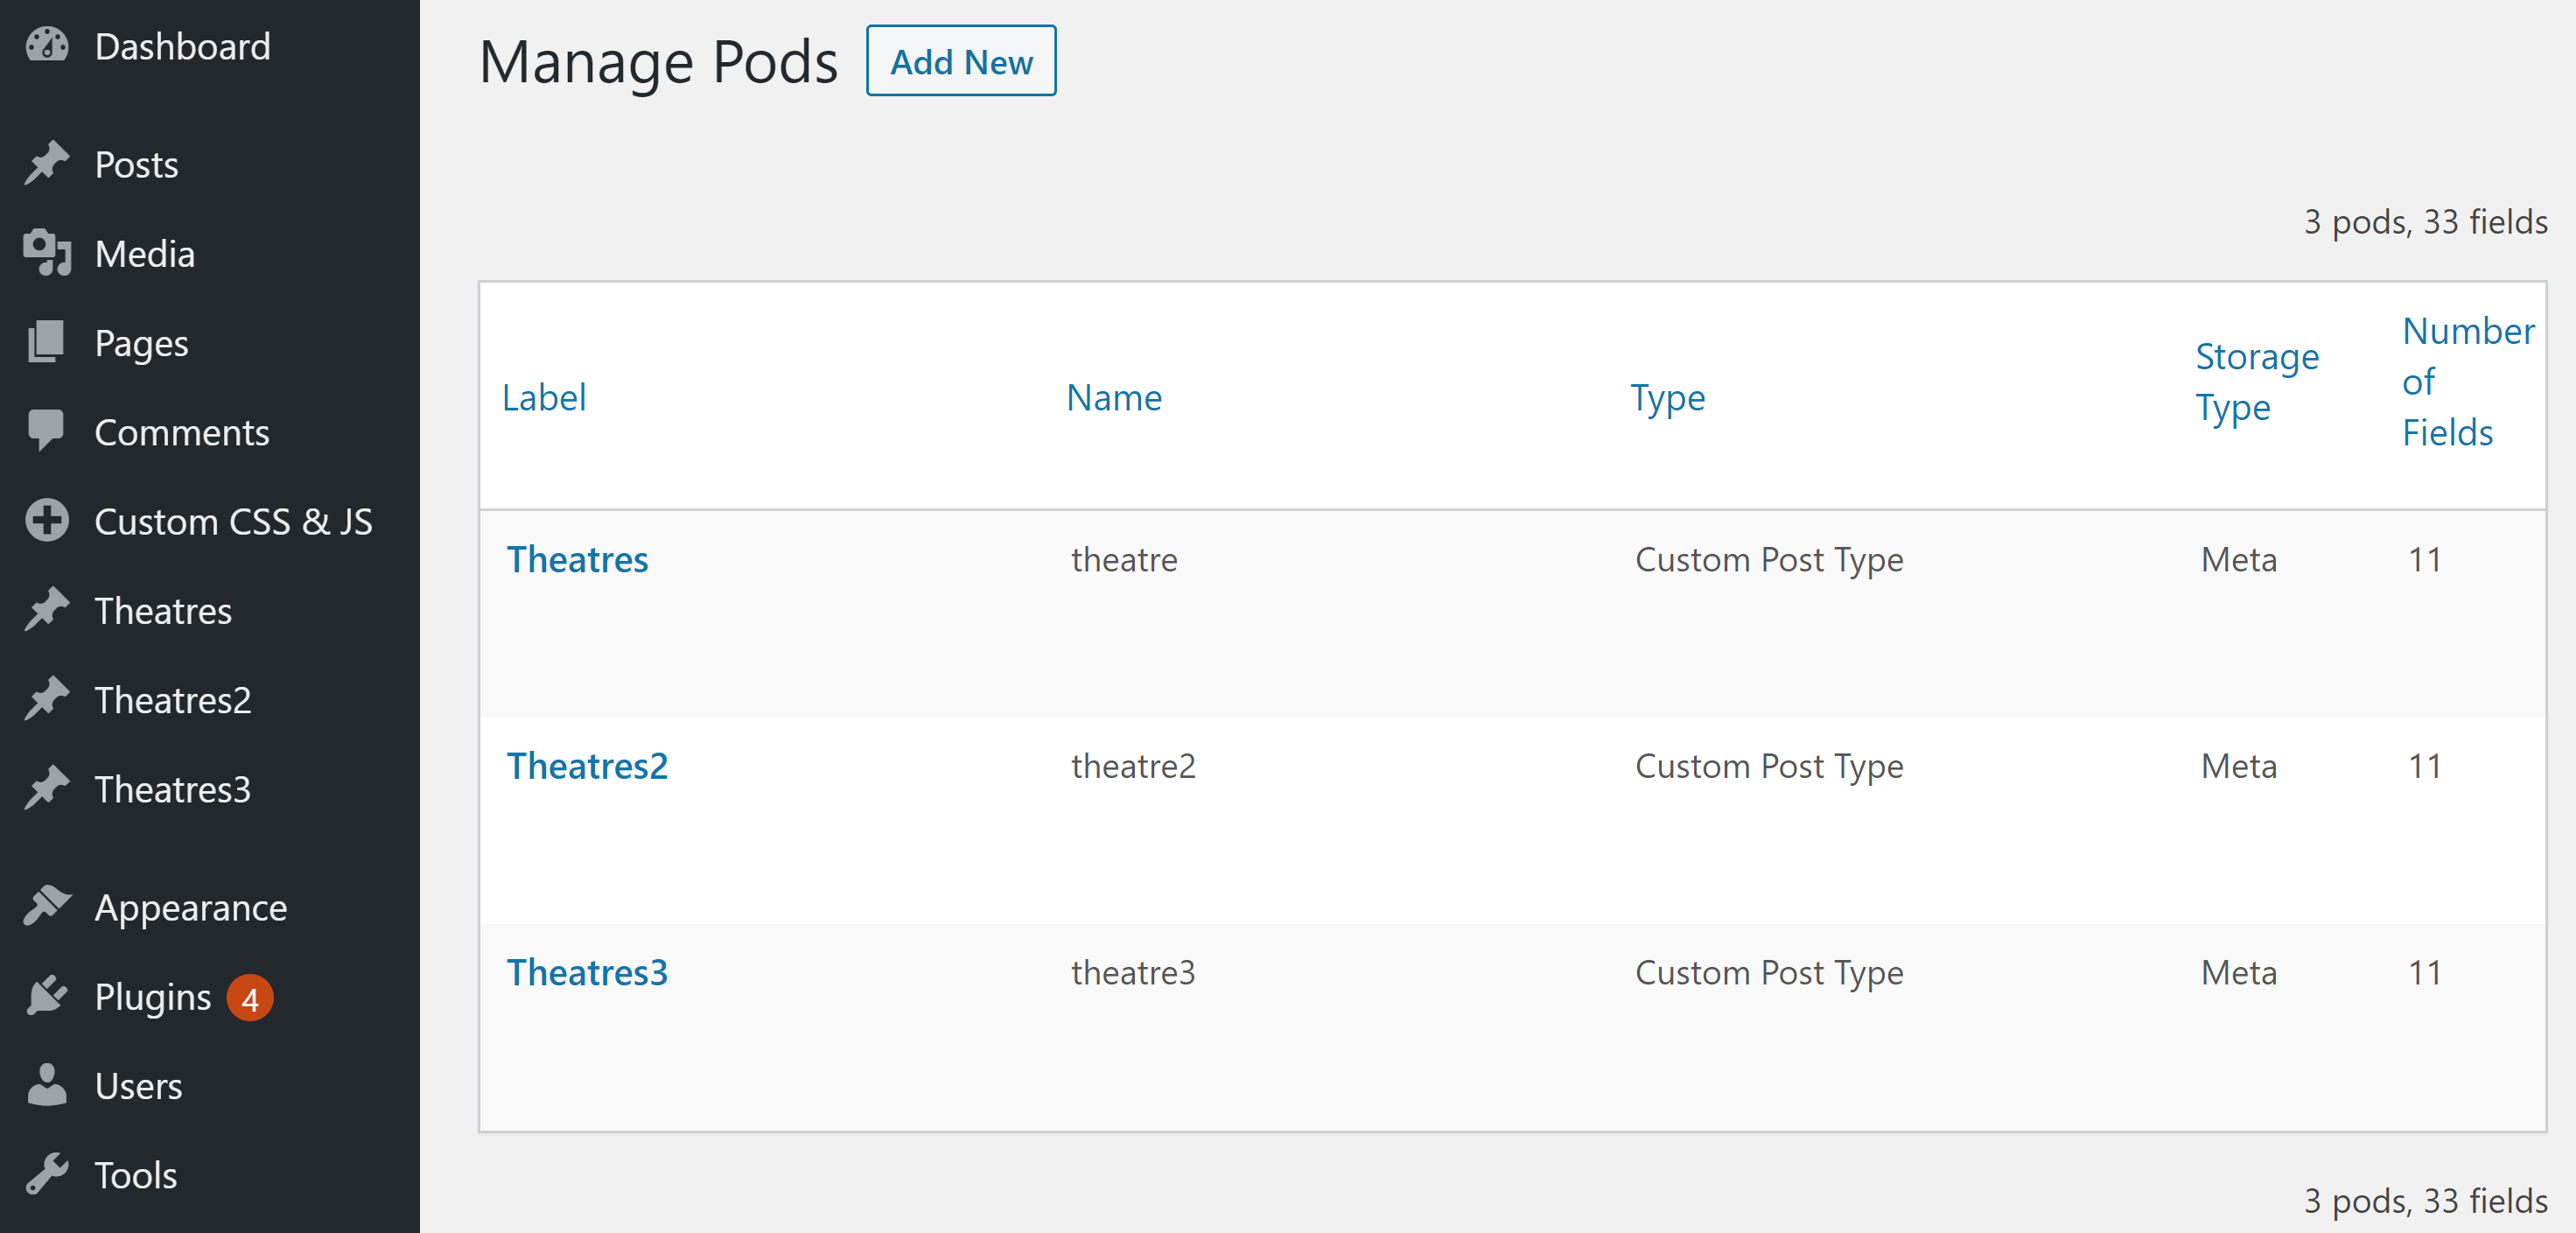 Dashboard
Posts
Media
Pages
Comments
Custom CSS & JS
Theatres
Theatres2
Theatres3
Appearance
Plugins 4
Users
Tools
Manage Pods Add New
3 pods, 33 fields
Label Name Type Storage Type Number of Fields
Theatres theatre Custom Post Type Meta 11
Theatres2 theatre2 Custom Post Type Meta 11
Theatres3 theatre3 Custom Post Type Meta 11
3 pods, 33 fields